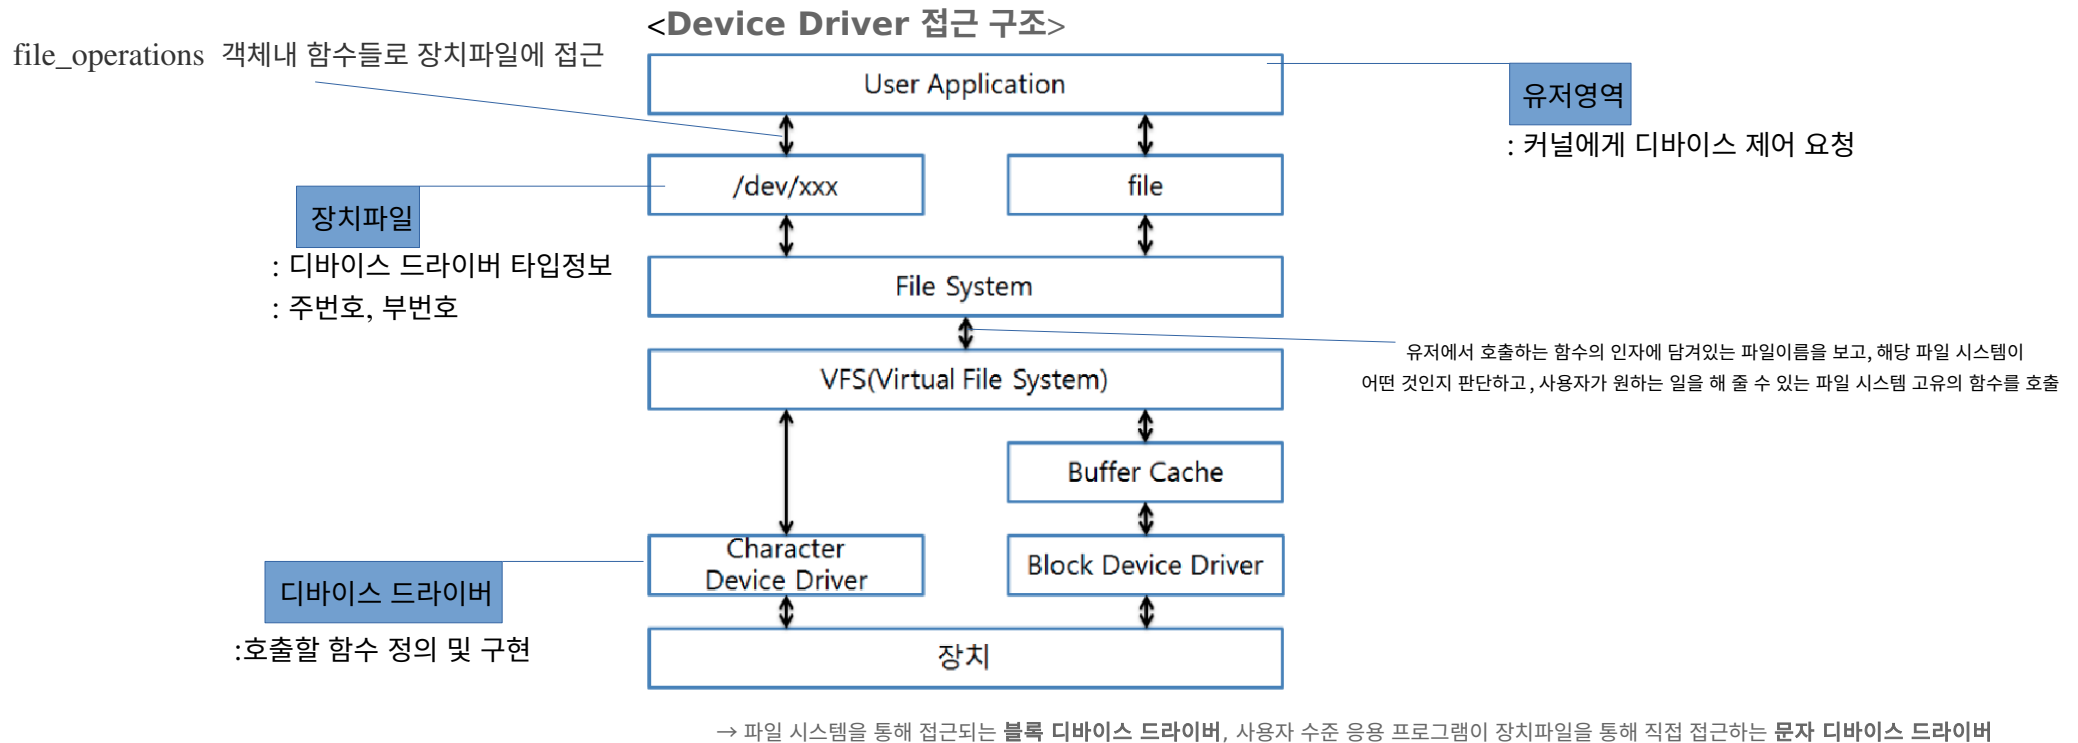 <Device Driver 접근 구조>
file_operations 객체내 함수들로 장치파일에 접근
User Application
유저영역
: 커널에게 디바이스 제어 요청
/dev/xxx
file
장치파일
: 디바이스 드라이버 타입정보
: 주번호, 부번호
File System
유저에서 호출하는 함수의 인자에 담겨있는 파일이름을 보고, 해당 파일 시스템이
어떤 것인지 판단하고, 사용자가 원하는 일을 해 줄 수 있는 파일 시스템 고유의 함수를 호출
VFS(Virtual File System)
Buffer Cache
Character
Device Driver
Block Device Driver
디바이스 드라이버
:호출할 함수 정의 및 구현
장치
→ 파일 시스템을 통해 접근되는 블록 디바이스 드라이버, 사용자 수준 응용 프로그램이 장치파일을 통해 직접 접근하는 문자 디바이스 드라이버